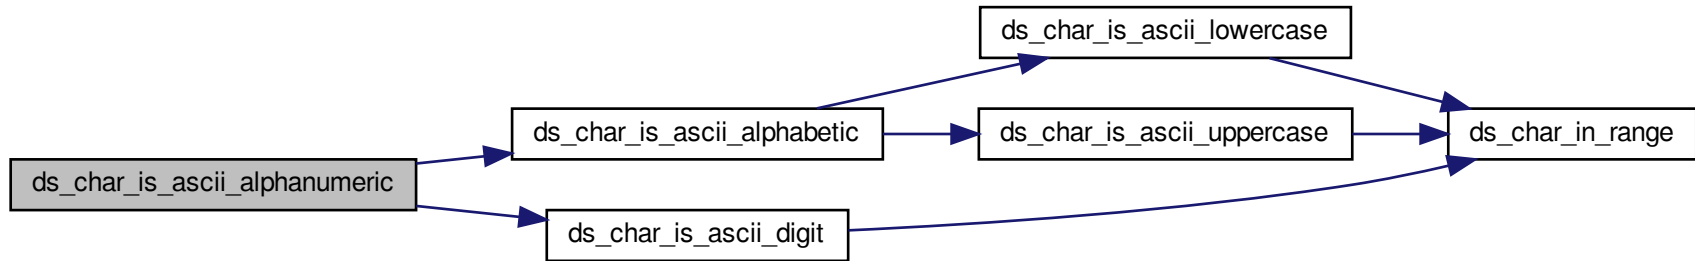 ds_char_is_ascii_lowercase
ds_char_is_ascii_alphabetic
ds_char_is_ascii_uppercase
ds_char_in_range
ds_char_is_ascii_alphanumeric
ds_char_is_ascii_digit